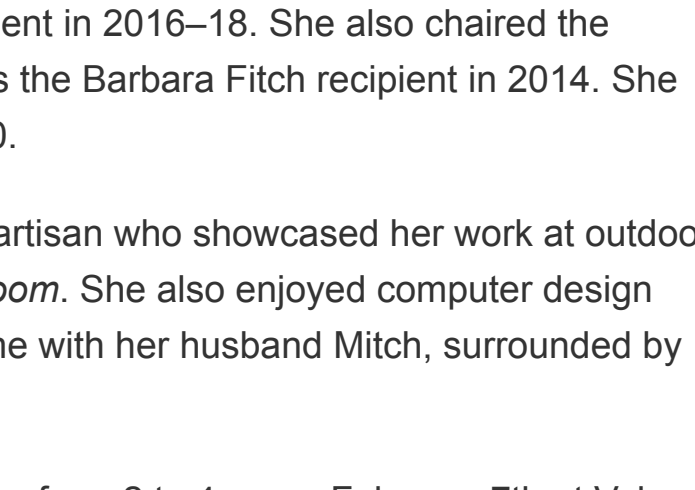 ent in 2016–18. She also chaired the
s the Barbara Fitch recipient in 2014. She
0.
artisan who showcased her work at outdoo
oom. She also enjoyed computer design
ne with her husband Mitch, surrounded by